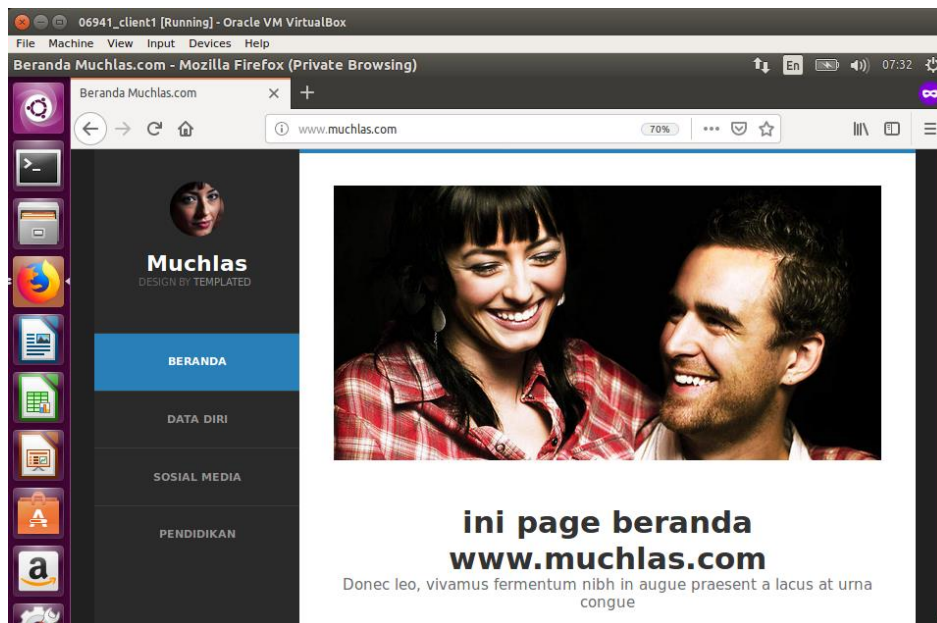 06941_client1 [Running] - Oracle VM VirtualBox
File Machine View Input Devices Help
Beranda Muchlas.com - Mozilla Firefox (Private Browsing)
En
07:32
Beranda Muchlas.com
www.muchlas.com
70%
Muchlas
DESIGN BY TEMPLATED
BERANDA
DATA DIRI
SOSIAL MEDIA
PENDIDIKAN
ini page beranda
www.muchlas.com
Donec leo, vivamus fermentum nibh in augue praesent a lacus at urna
congue